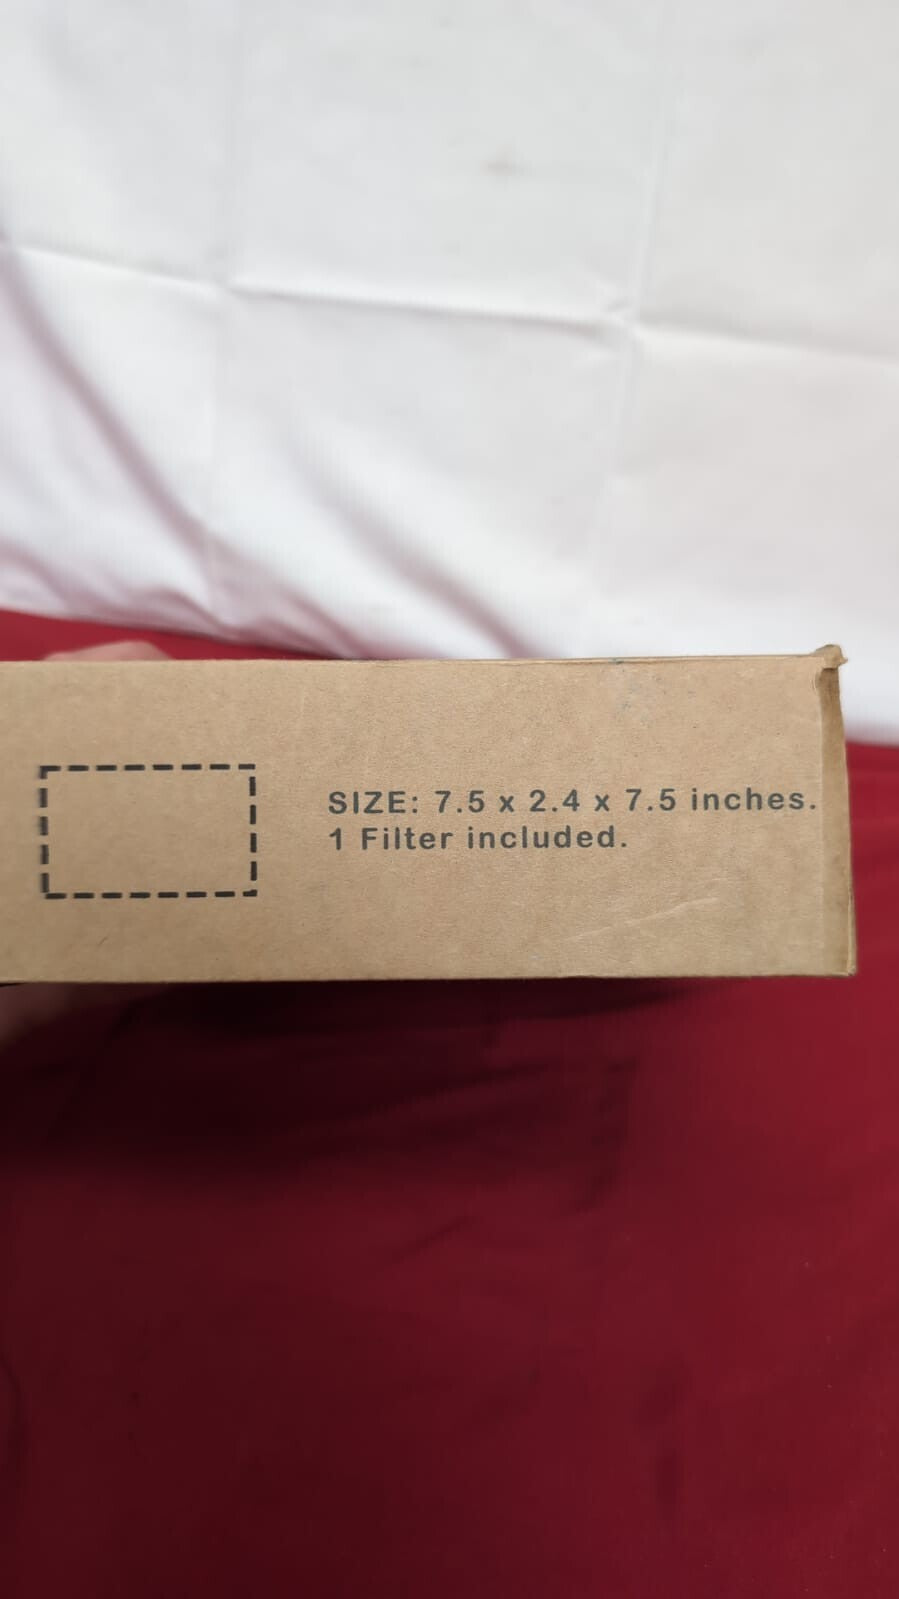 SIZE: 7.5 x 2.4 x 7.5 inches.
1 Filter included.